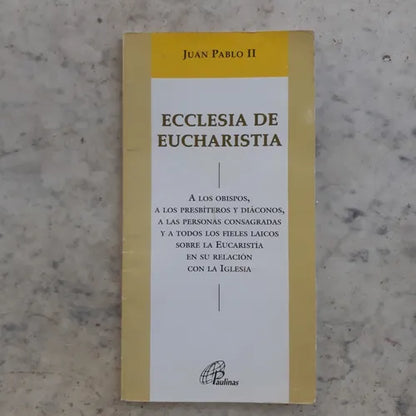 Juan Pablo II
ECCLESIA DE
EUCHARISTIA
A los obispos,
a los presbíteros y diáconos,
a las personas consagradas
y a todos los fieles laicos
sobre la Eucaristía
en su relación
con la Iglesia
Paulinas